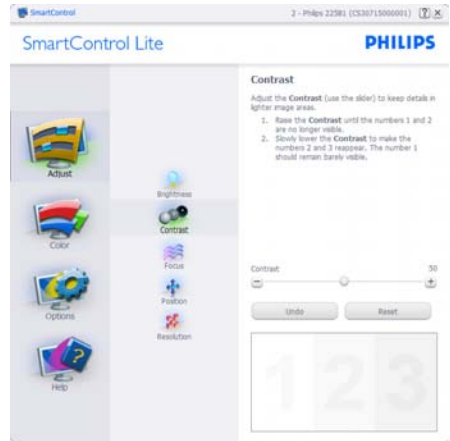 SmartControl
2 - Philips 225B1 (CS30715000001)
SmartControl Lite
PHILIPS
Contrast
Adjust the Contrast (use the slider) to keep details in
lighter image areas.
1. Raise the Contrast until the numbers 1 and 2
are no longer visible.
2. Slowly lower the Contrast to make the
numbers 2 and 3 reappear. The number 1
should remain barely visible.
Adjust
Color
Options
Help
Brightness
Contrast
Focus
Position
Resolution
Contrast 50
Undo Reset
1 2 3